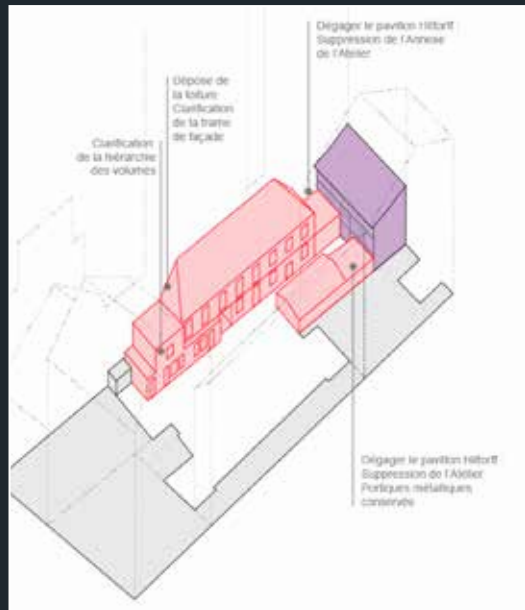 Dégager le pavillon Hittorff
Suppression de l'Annexe
de l'Atelier
Dépose de
la toiture
Clarification
de la trame
de façade
Clarification
de la hiérarchie
des volumes
Dégager le pavillon Hittorff
Suppression de l'Atelier
Portiques métalliques
conservés